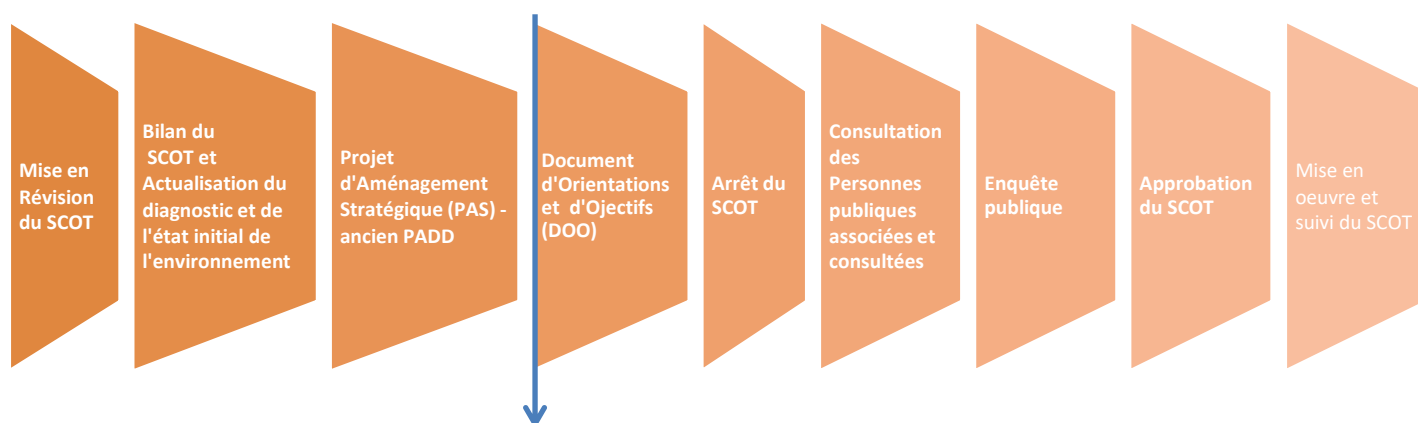 Mise en
Révision
du SCOT
Bilan du
SCOT et
Actualisation du
diagnostic et de
l'état initial de
l'environnement
Projet
d'Aménagement
Stratégique (PAS) -
ancien PADD
Document
d'Orientations
et d'Ojectifs
(DOO)
Arrêt du
SCOT
Consultation
des
Personnes
publiques
associées et
consultées
Enquête
publique
Approbation
du SCOT
Mise en
oeuvre et
suivi du SCOT